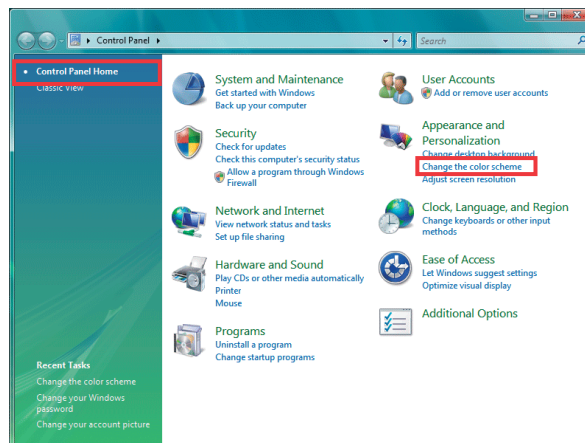 Control Panel
Search
Control Panel Home
Classic View
System and Maintenance
Get started with Windows
Back up your computer
Security
Check for updates
Check this computer's security status
Allow a program through Windows
Firewall
Network and Internet
View network status and tasks
Set up file sharing
Hardware and Sound
Play CDs or other media automatically
Printer
Mouse
Programs
Uninstall a program
Change startup programs
User Accounts
Add or remove user accounts
Appearance and
Personalization
Change desktop background
Change the color scheme
Adjust screen resolution
Clock, Language, and Region
Change keyboards or other input
methods
Ease of Access
Let Windows suggest settings
Optimize visual display
Additional Options
Recent Tasks
Change the color scheme
Change your Windows
password
Change your account picture